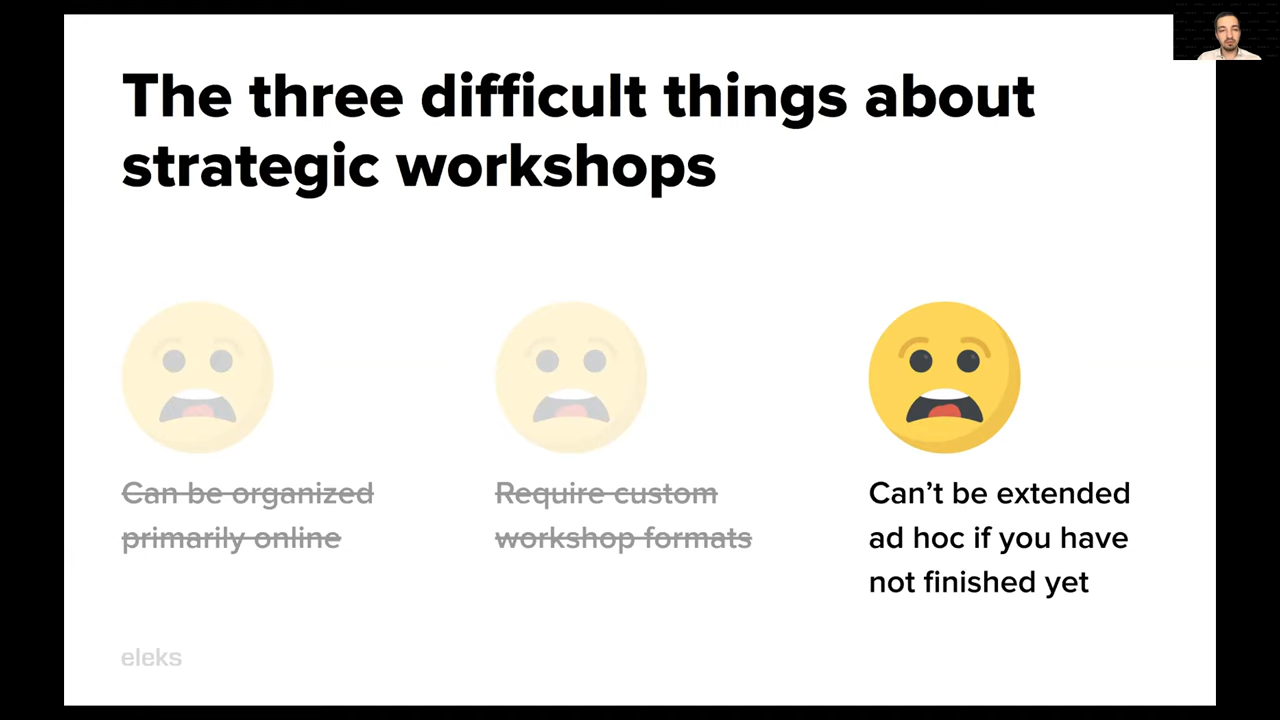 The three difficult things about
strategic workshops
Can be organized
primarily online
Require custom
workshop formats
Can’t be extended
ad hoc if you have
not finished yet
eleks